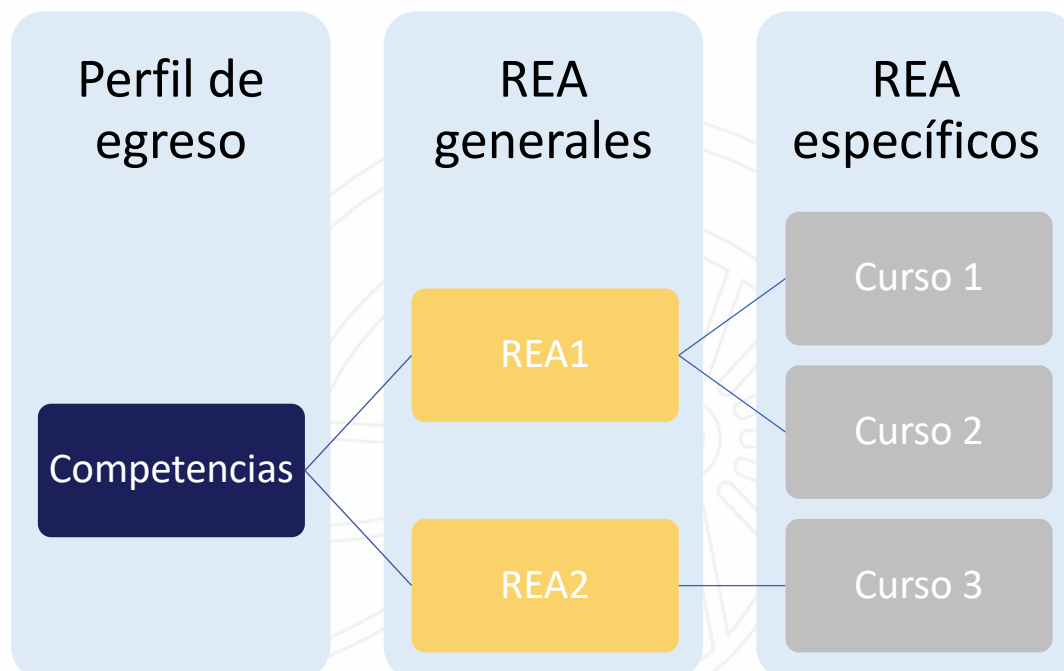 Perfil de
egreso
REA
generales
REA
específicos
Competencias
REA1
REA2
Curso 1
Curso 2
Curso 3